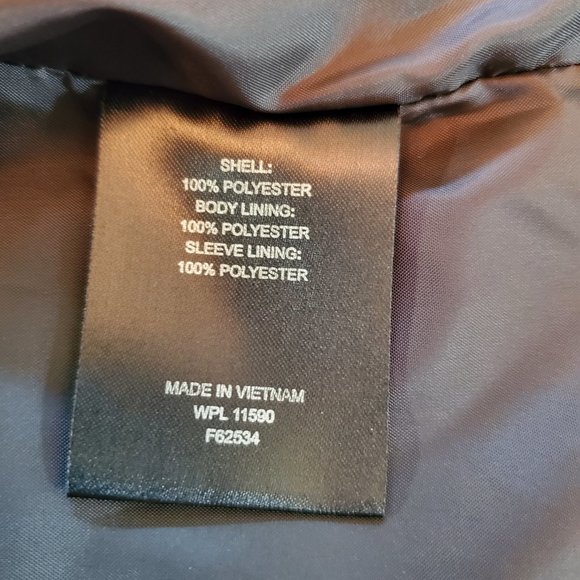 SHELL:
100% POLYESTER
BODY LINING:
100% POLYESTER
SLEEVE LINING:
100% POLYESTER
MADE IN VIETNAM
WPL 11590
F62534